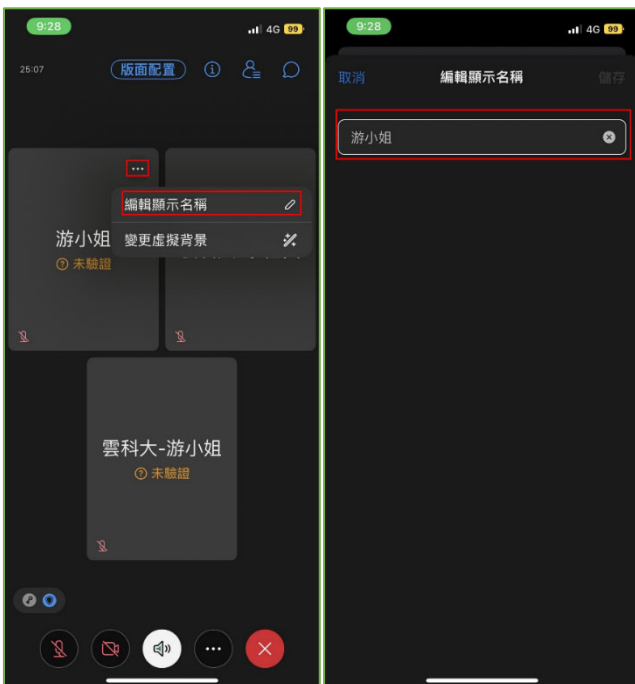 9:28
4G 99
25:07
版面配置
編輯顯示名稱
變更虛擬背景
游小姐
未驗證
雲科大-游小姐
未驗證
9:28
4G 99
取消
編輯顯示名稱
儲存
游小姐